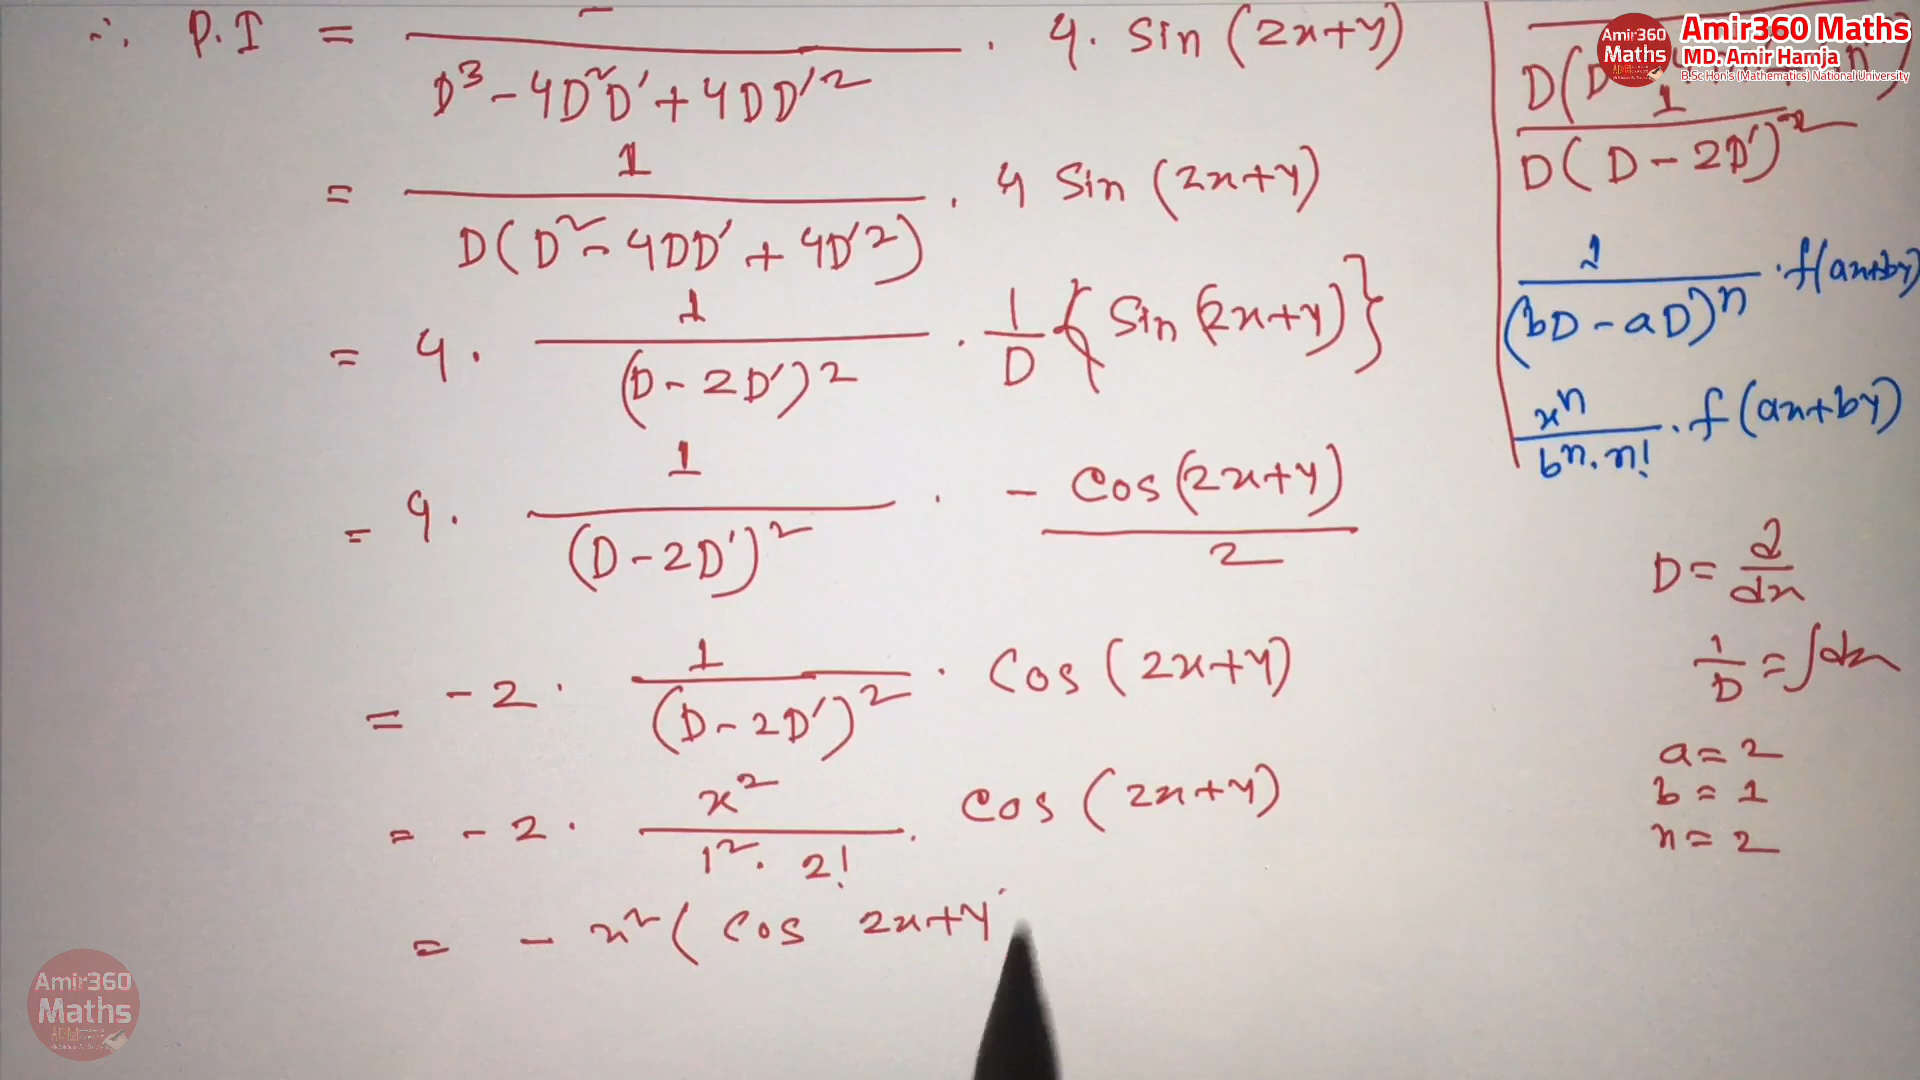 ∴ P.I = 1/(D³ - 4D²D' + 4DD'²) . 4. Sin (2x+y)
= 1/(D(D² - 4DD' + 4D'²)) . 4 Sin (2x+y)
= 4 . 1/(D - 2D')² . 1/D { Sin (2x+y) }
= 4 . 1/(D - 2D')² . - Cos (2x+y)/2
= -2 . 1/(D - 2D')² . Cos (2x+y)
= -2 . x²/(1² . 2!) . Cos (2x+y)
= - x² ( Cos 2x+y
Amir360 Maths
Amir360 Maths
MD. Amir Hamja
B.Sc Hon's (Mathematics) National University
1/(D(D - 2D')²)
1/(bD - aD)ⁿ . f(ax+by)
xⁿ/(bⁿ . n!) . f(ax+by)
D = ∂/dx
1/D = ∫dx
a = 2
b = 1
n = 2
Amir360
Maths